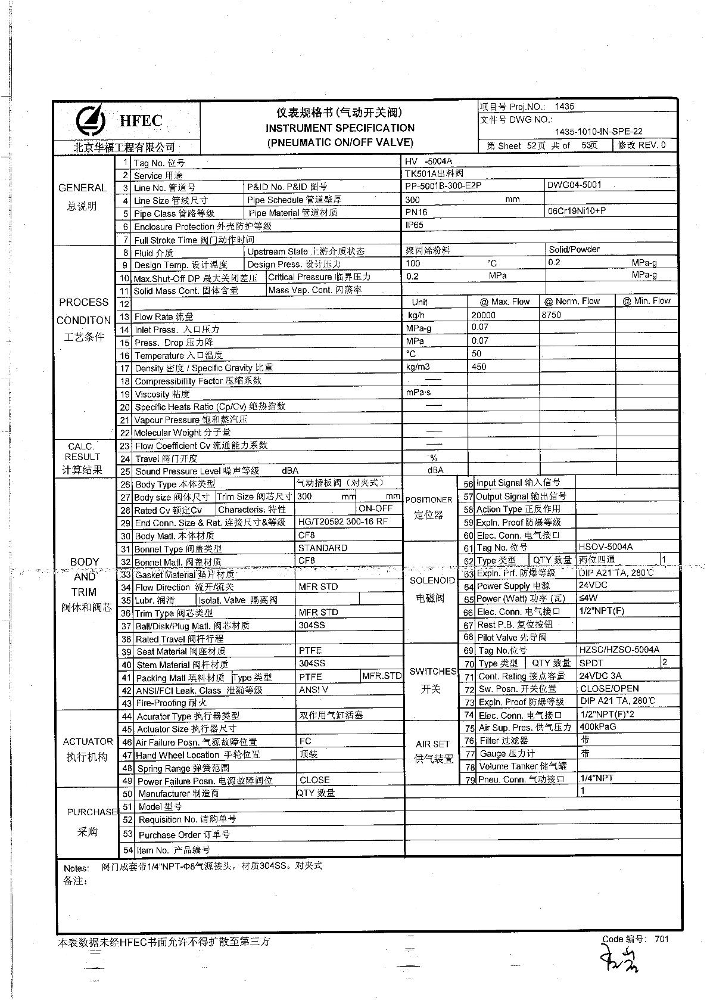 HFEC
北京华福工程有限公司
仪表规格书(气动开关阀)
INSTRUMENT SPECIFICATION
(PNEUMATIC ON/OFF VALVE)
项目号 Proj.NO.: 1435
文件号 DWG NO.:
1435-1010-IN-SPE-22
第 Sheet 52页 共 of 53页 修改 REV. 0
GENERAL
总说明
1 Tag No. 位号 HV -5004A
2 Service 用途 TK501A出料阀
3 Line No. 管道号 P&ID No. P&ID 图号 PP-5001B-300-E2P DWG04-5001
4 Line Size 管线尺寸 Pipe Schedule 管道壁厚 300 mm
5 Pipe Class 管路等级 Pipe Material 管道材质 PN16 06Cr19Ni10+P
6 Enclosure Protection 外壳防护等级 IP65
7 Full Stroke Time 阀门动作时间
PROCESS
CONDITON
工艺条件
8 Fluid 介质 Upstream State 上游介质状态 聚丙烯粉料 Solid/Powder
9 Design Temp. 设计温度 Design Press. 设计压力 100 °C 0.2 MPa-g
10 Max.Shut-Off DP 最大关闭差压 Critical Pressure 临界压力 0.2 MPa MPa-g
11 Solid Mass Cont. 固体含量 Mass Vap. Cont. 闪蒸率
12 Unit @ Max. Flow @ Norm. Flow @ Min. Flow
13 Flow Rate 流量 kg/h 20000 8750
14 Inlet Press. 入口压力 MPa-g 0.07
15 Press. Drop 压力降 MPa 0.07
16 Temperature 入口温度 °C 50
17 Density 密度 / Specific Gravity 比重 kg/m3 450
18 Compressibillity Factor 压缩系数 —
19 Viscosity 粘度 mPa·s
20 Specific Heats Ratio (Cp/Cv) 绝热指数 —
21 Vapour Pressure 饱和蒸汽压
22 Molecular Weight 分子量 —
CALC.
RESULT
计算结果
23 Flow Coefficient Cv 流通能力系数 —
24 Travel 阀门开度 %
25 Sound Pressure Level 噪声等级 dBA dBA
BODY
AND
TRIM
阀体和阀芯
26 Body Type 本体类型 气动插板阀（对夹式）
27 Body size 阀体尺寸 Trim Size 阀芯尺寸 300 mm mm
28 Rated Cv 额定Cv Characteris. 特性 ON-OFF
29 End Conn. Size & Rat. 连接尺寸&等级 HG/T20592 300-16 RF
30 Body Matl. 本体材质 CF8
31 Bonnet Type 阀盖类型 STANDARD
32 Bonnet Matl. 阀盖材质 CF8
33 Gasket Material 垫片材质
34 Flow Direction 流开/流关 MFR STD
35 Lubr. 润滑 Isolat. Valve 隔离阀
36 Trim Type 阀芯类型 MFR STD
37 Ball/Disk/Plug Matl. 阀芯材质 304SS
38 Rated Travel 阀杆行程
39 Seat Material 阀座材质 PTFE
40 Stem Material 阀杆材质 304SS
41 Packing Matl 填料材质 Type 类型 PTFE MFR.STD
42 ANSI/FCI Leak. Class 泄漏等级 ANSI V
43 Fire-Proofing 耐火
ACTUATOR
执行机构
44 Acurator Type 执行器类型 双作用气缸活塞
45 Actuator Size 执行器尺寸
46 Air Failure Posn. 气源故障位置 FC
47 Hand Wheel Location 手轮位置 顶装
48 Spring Range 弹簧范围
49 Power Failure Posn. 电源故障阀位 CLOSE
POSITIONER
定位器
56 Input Signal 输入信号
57 Output Signal 输出信号
58 Action Type 正反作用
59 Expln. Proof 防爆等级
60 Elec. Conn. 电气接口
SOLENOID
电磁阀
61 Tag No. 位号 HSOV-5004A
62 Type 类型 QTY 数量 两位四通 1
63 Expln. Prf. 防爆等级 DIP A21 TA, 280℃
64 Power Supply 电源 24VDC
65 Power (Watt) 功率 (瓦) ≤4W
66 Elec. Conn. 电气接口 1/2"NPT(F)
67 Rest P.B. 复位按钮
68 Pilot Valve 先导阀
SWITCHES
开关
69 Tag No.位号 HZSC/HZSO-5004A
70 Type 类型 QTY 数量 SPDT 2
71 Cont. Rating 接点容量 24VDC 3A
72 Sw. Posn. 开关位置 CLOSE/OPEN
73 Expln. Proof 防爆等级 DIP A21 TA, 280℃
74 Elec. Conn. 电气接口 1/2"NPT(F)*2
AIR SET
供气装置
75 Air Sup. Pres. 供气压力 400kPaG
76 Filter 过滤器 带
77 Gauge 压力计 带
78 Volume Tanker 储气罐
79 Pneu. Conn. 气动接口 1/4"NPT
PURCHASE
采购
50 Manufacturer 制造商 QTY 数量 1
51 Model 型号
52 Requisition No. 请购单号
53 Purchase Order 订单号
54 Item No. 产品编号
Notes: 阀门成套带1/4"NPT-Φ8气源接头，材质304SS。对夹式
备注：
本表数据未经HFEC书面允许不得扩散至第三方
Code 编号: 701